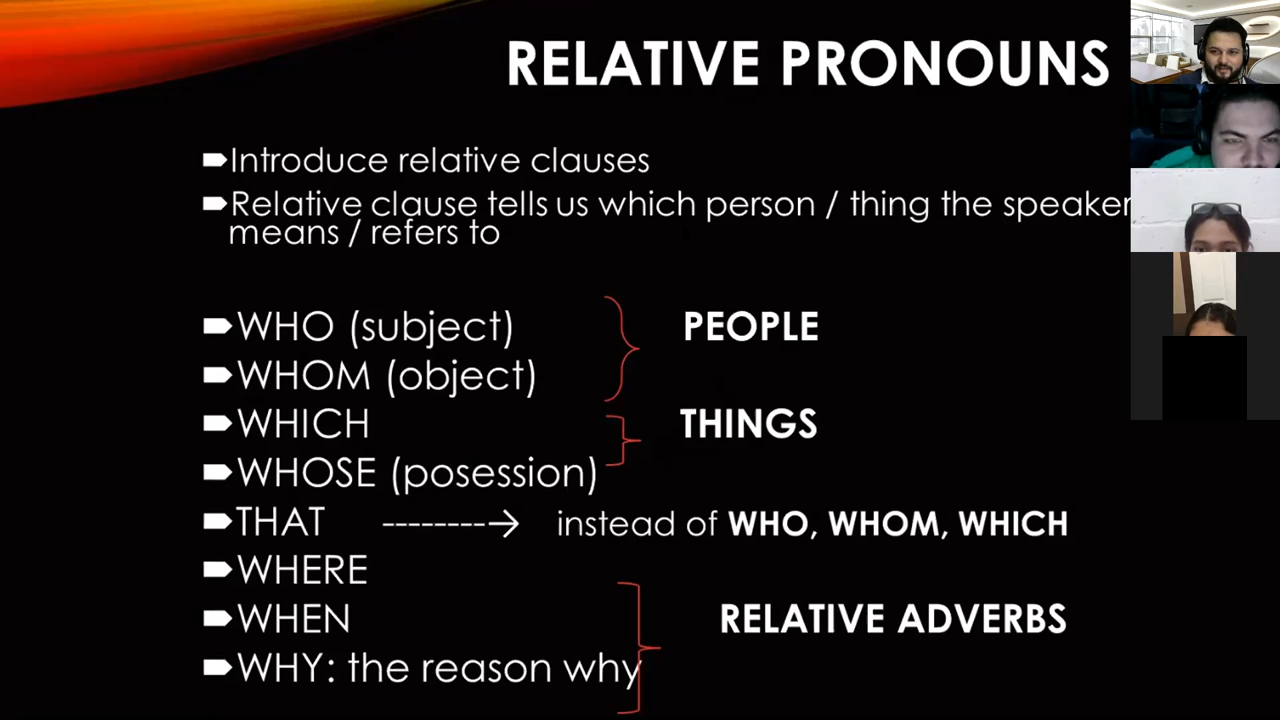 RELATIVE PRONOUNS
Introduce relative clauses
Relative clause tells us which person / thing the speaker
means / refers to
WHO (subject)
PEOPLE
WHOM (object)
WHICH
THINGS
WHOSE (posession)
THAT --------→ instead of WHO, WHOM, WHICH
WHERE
WHEN
RELATIVE ADVERBS
WHY: the reason why